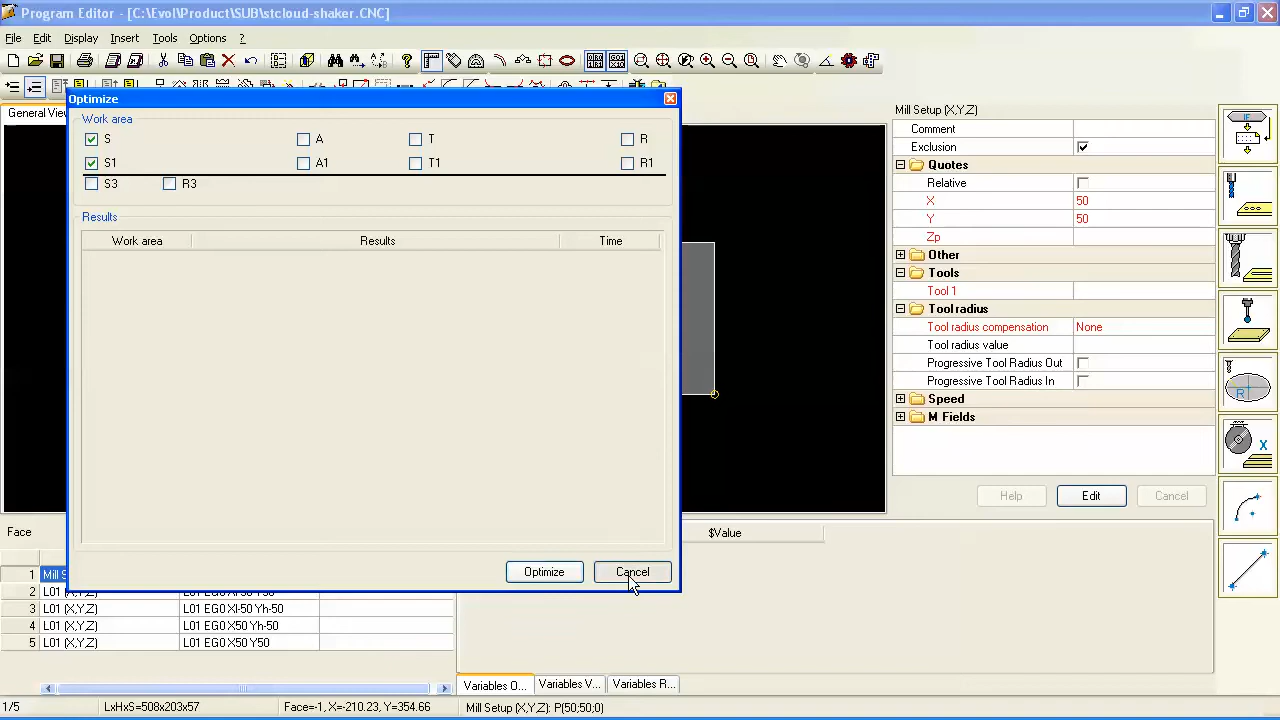 Program Editor - [C:\Evol\Product\SUB\stcloud-shaker.CNC]
File Edit Display Insert Tools Options ?
General View
Optimize
Work area
S A T R
S1 A1 T1 R1
S3 R3
Results
Work area Results Time
Optimize Cancel
Mill Setup (X,Y,Z)
Comment
Exclusion
Quotes
Relative
X 50
Y 50
Zp
Other
Tools
Tool 1
Tool radius
Tool radius compensation None
Tool radius value
Progressive Tool Radius Out
Progressive Tool Radius In
Speed
M Fields
Help Edit Cancel
IF
X
R
Face
$Value
1 Mill S
2 L01 (X,Y,Z)
3 L01 (X,Y,Z) L01 EG0 Xl-50 Yh-50
4 L01 (X,Y,Z) L01 EG0 X50 Yh-50
5 L01 (X,Y,Z) L01 EG0 X50 Y50
Variables O... Variables V... Variables R...
1/5 LxHxS=508x203x57 Face=-1, X=-210.23, Y=354.66 Mill Setup (X,Y,Z): P(50;50;0)